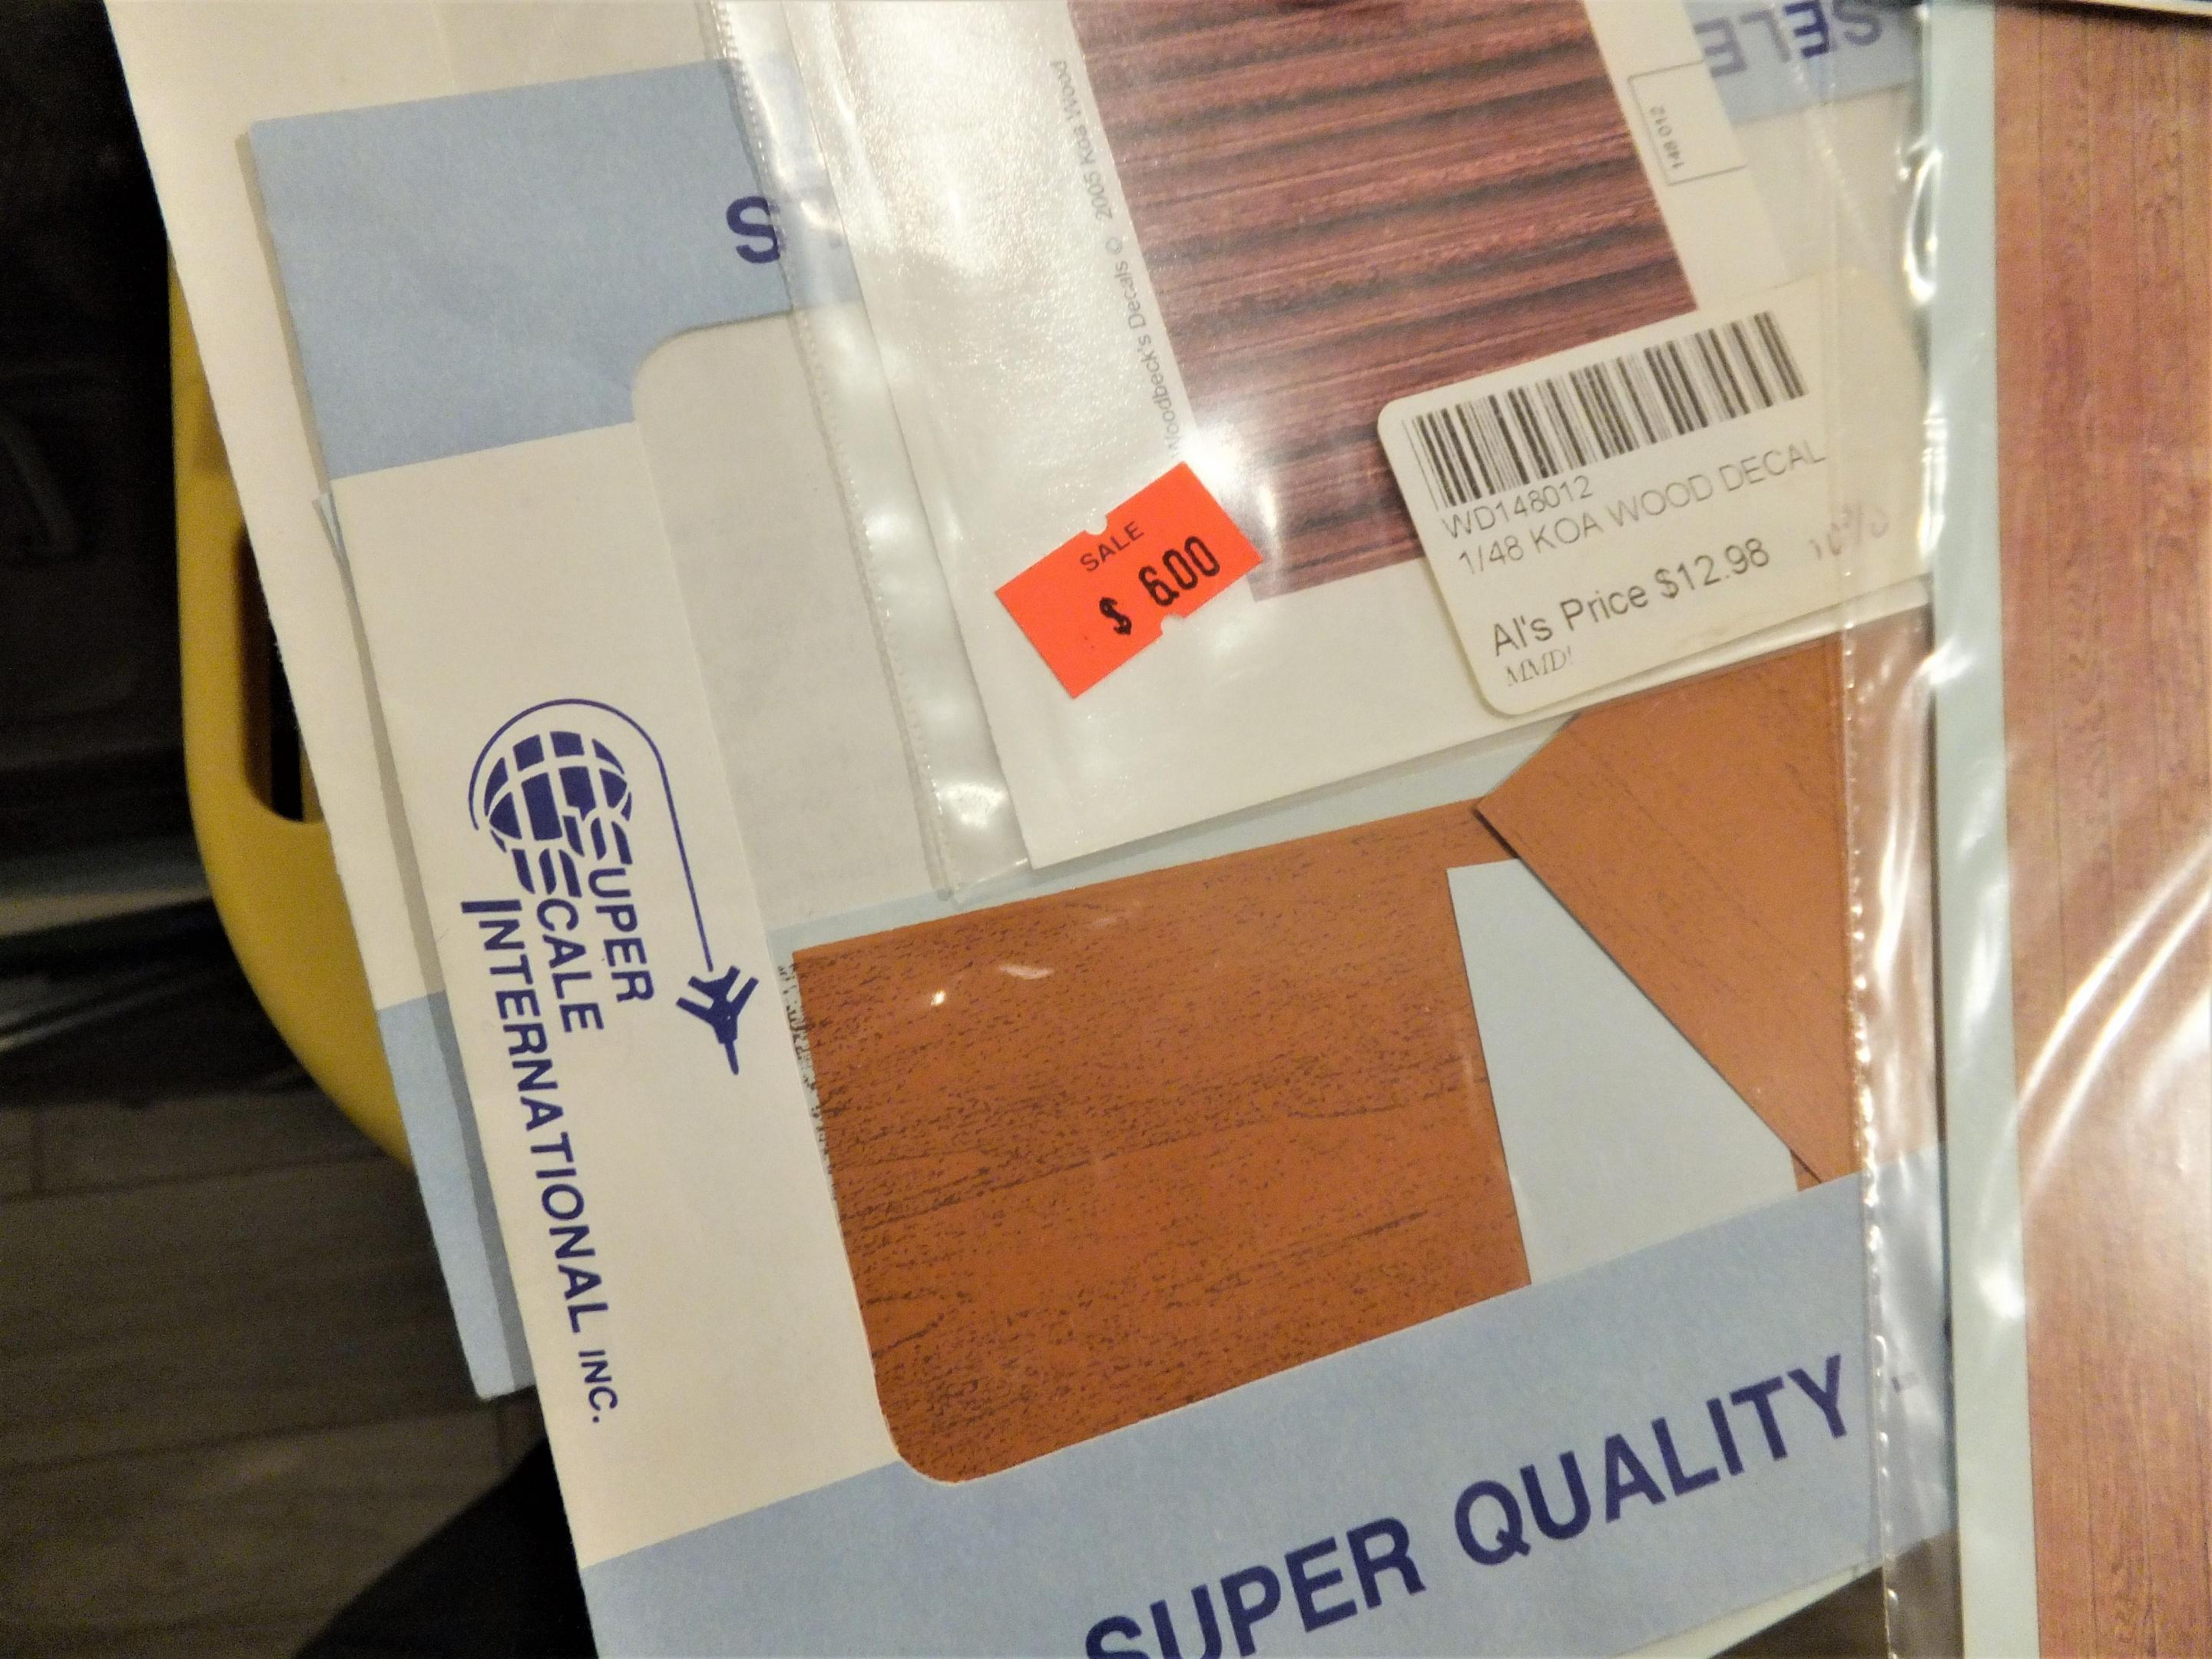 Woodbeck's Decals © 2005 Koa Wood
148012
SALE
$ 6.00
WD148012
1/48 KOA WOOD DECAL
Al's Price $12.98
MMD!
SUPER
SCALE
INTERNATIONAL INC.
SUPER QUALITY -